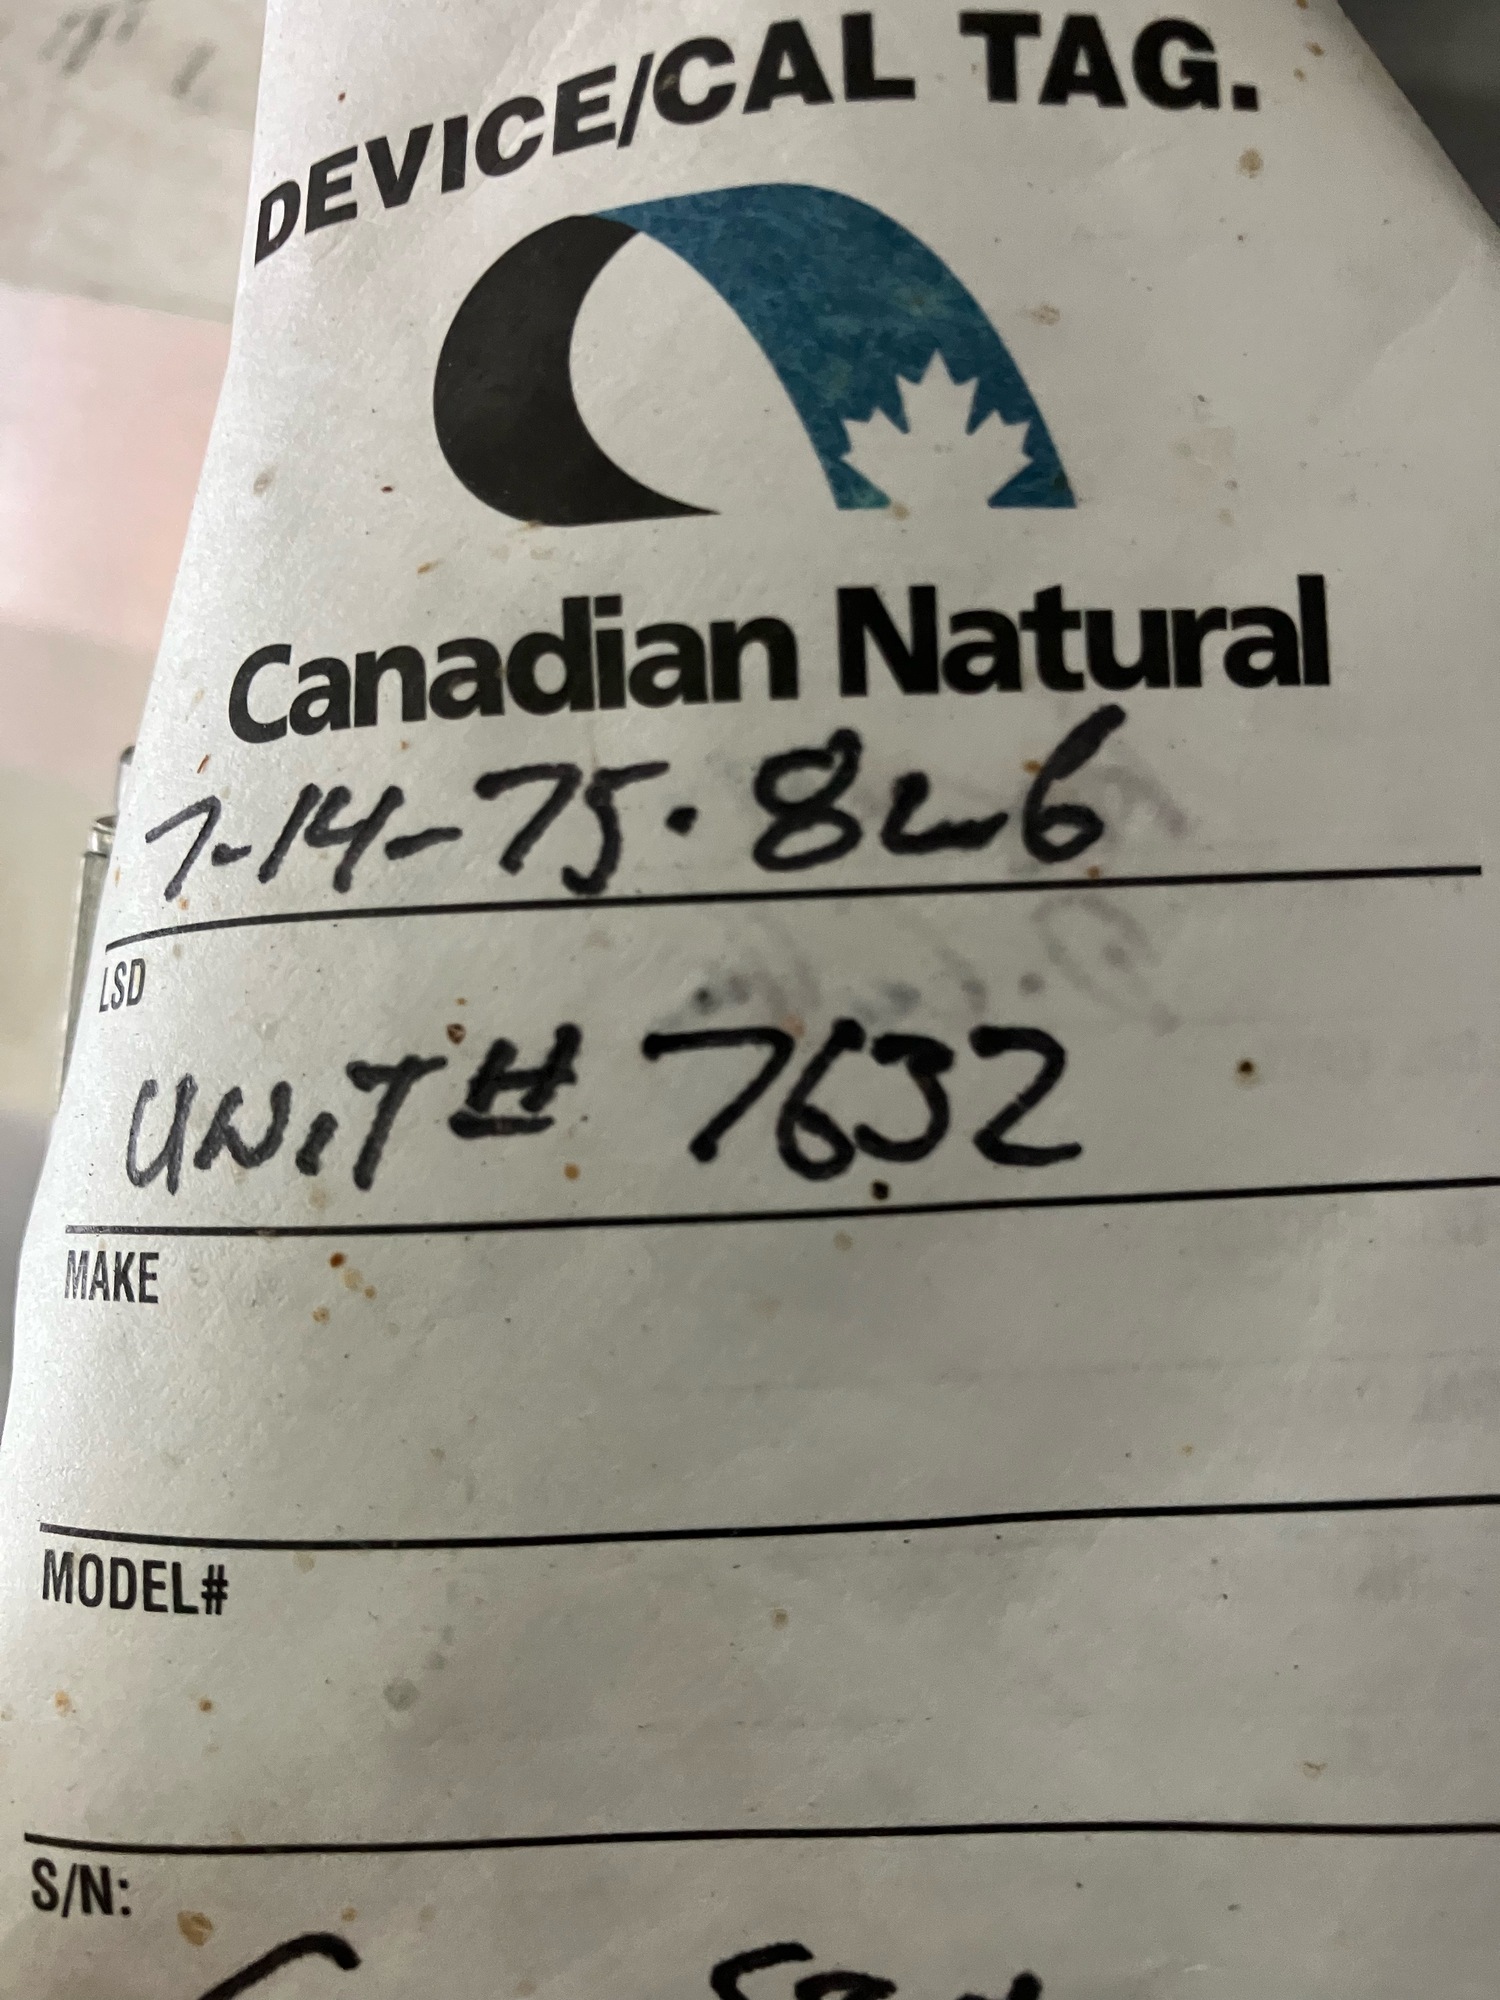 DEVICE/CAL TAG.
Canadian Natural
7-14-75-8w6
LSD
UNIT# 7632
MAKE
MODEL#
S/N: